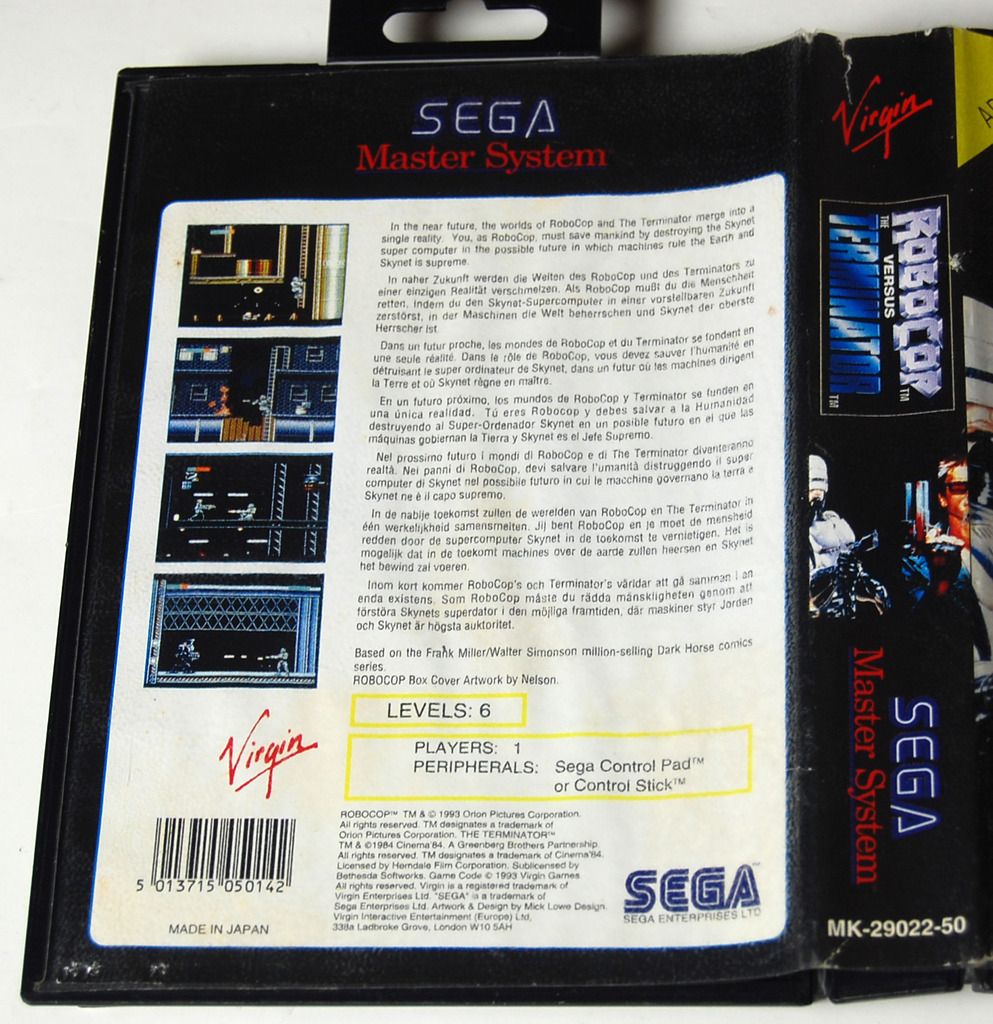 SEGA
Master System
In the near future, the worlds of RoboCop and The Terminator merge into a
single reality. You, as RoboCop, must save mankind by destroying the Skynet
super computer in the possible future in which machines rule the Earth and
Skynet is supreme.
In naher Zukunft werden die Welten des RoboCop und des Terminators zu
einer einzigen Realität verschmelzen. Als RoboCop mußt du die Menschheit
retten, indem du den Skynet-Supercomputer in einer vorstellbaren Zukunft
zerstörst, in der Maschinen die Welt beherrschen und Skynet der oberste
Herrscher ist.
Dans un futur proche, les mondes de RoboCop et du Terminator se fondent en
une seule réalité. Dans le rôle de RoboCop, vous devez sauver l'humanité en
détruisant le super ordinateur de Skynet, dans un futur où les machines dirigent
la Terre et où Skynet règne en maître.
En un futuro próximo, los mundos de RoboCop y Terminator se funden en
una única realidad. Tú eres Robocop y debes salvar a la Humanidad
destruyendo al Super-Ordenador Skynet en un posible futuro en el que las
máquinas gobiernan la Tierra y Skynet es el Jefe Supremo.
Nel prossimo futuro i mondi di RoboCop e di The Terminator diventeranno
realtà. Nei panni di RoboCop, devi salvare l'umanità distruggendo il super
computer di Skynet nel possibile futuro in cui le macchine governano la terra e
Skynet ne è il capo supremo.
In de nabije toekomst zullen de werelden van RoboCop en The Terminator in
één werkelijkheid samensmelten. Jij bent RoboCop en je moet de mensheid
redden door de supercomputer Skynet in de toekomst te vernietigen. Het is
mogelijk dat in de toekomt machines over de aarde zullen heersen en Skynet
het bewind zal voeren.
Inom kort kommer RoboCop's och Terminator's världar att gå samman i en
enda existens. Som RoboCop måste du rädda mänskligheten genom att
förstöra Skynets superdator i den möjliga framtiden, där maskiner styr Jorden
och Skynet är högsta auktoritet.
Based on the Frank Miller/Walter Simonson million-selling Dark Horse comics
series.
ROBOCOP Box Cover Artwork by Nelson.
LEVELS: 6
PLAYERS: 1
PERIPHERALS: Sega Control Pad™
or Control Stick™
Virgin
ROBOCOP™ TM & © 1993 Orion Pictures Corporation.
All rights reserved. TM designates a trademark of
Orion Pictures Corporation. THE TERMINATOR™
TM & ©1984 Cinema'84, A Greenberg Brothers Partnership.
All rights reserved. TM designates a trademark of Cinema'84.
Licensed by Hemdale Film Corporation. Sublicensed by
Bethesda Softworks. Game Code © 1993 Virgin Games
All rights reserved. Virgin is a registered trademark of
Virgin Enterprises Ltd. "SEGA" is a trademark of
Sega Enterprises Ltd. Artwork & Design by Mick Lowe Design.
Virgin Interactive Entertainment (Europe) Ltd,
338a Ladbroke Grove, London W10 5AH
5 013715 050142
MADE IN JAPAN
SEGA™
SEGA ENTERPRISES LTD
Virgin
ROBOCOP™
VERSUS
THE TERMINATOR™
SEGA
Master System
MK-29022-50